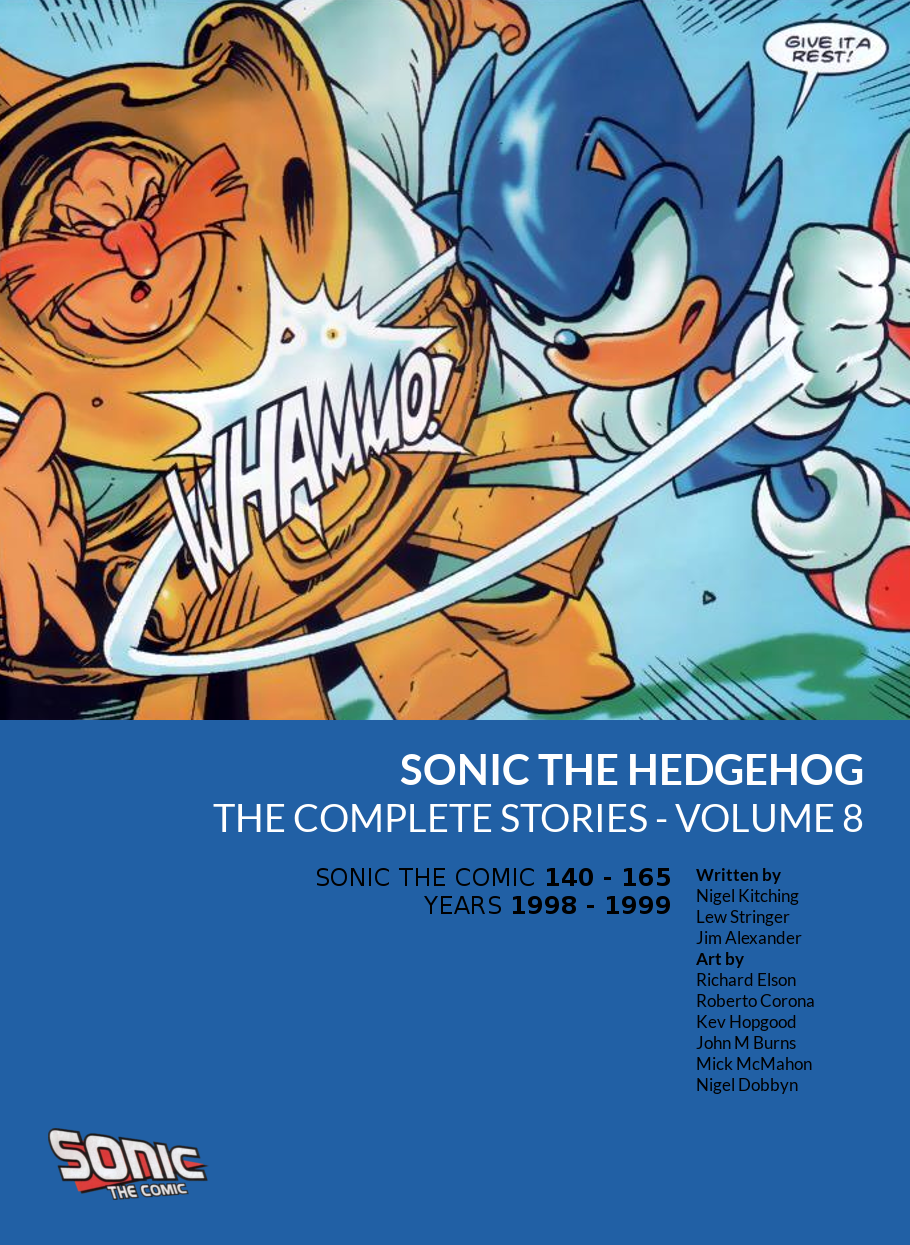 GIVE IT A
REST!
WHAMMO!
SONIC THE HEDGEHOG
THE COMPLETE STORIES - VOLUME 8
SONIC THE COMIC 140 - 165
YEARS 1998 - 1999
Written by
Nigel Kitching
Lew Stringer
Jim Alexander
Art by
Richard Elson
Roberto Corona
Kev Hopgood
John M Burns
Mick McMahon
Nigel Dobbyn
SONIC
THE COMIC